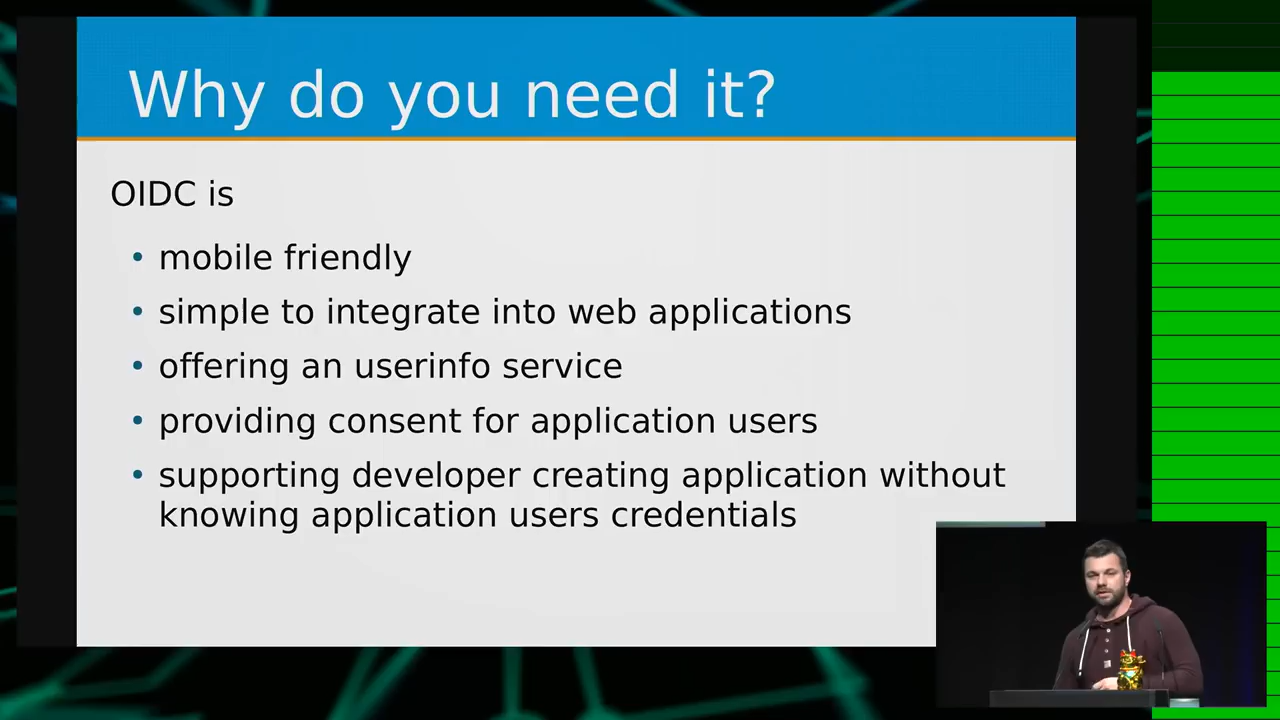 Why do you need it?
OIDC is
• mobile friendly
• simple to integrate into web applications
• offering an userinfo service
• providing consent for application users
• supporting developer creating application without
knowing application users credentials